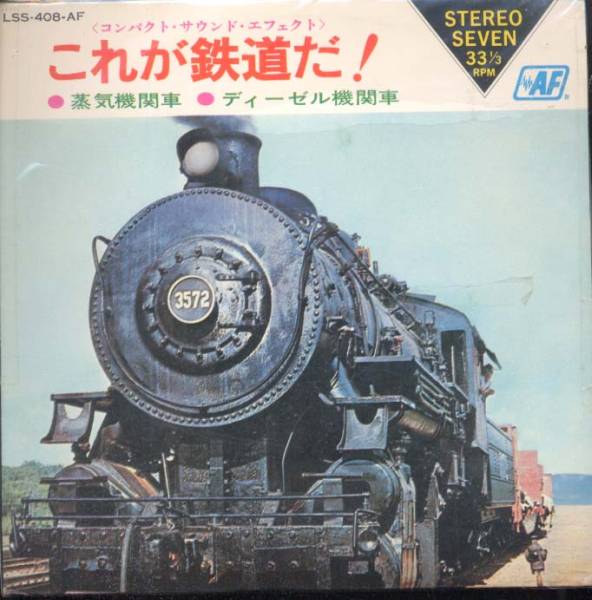 LSS-408-AF
〈コンパクト・サウンド・エフェクト〉
これが鉄道だ!
● 蒸気機関車 ● ディーゼル機関車
STEREO
SEVEN
33 1/3
RPM
AF
3572